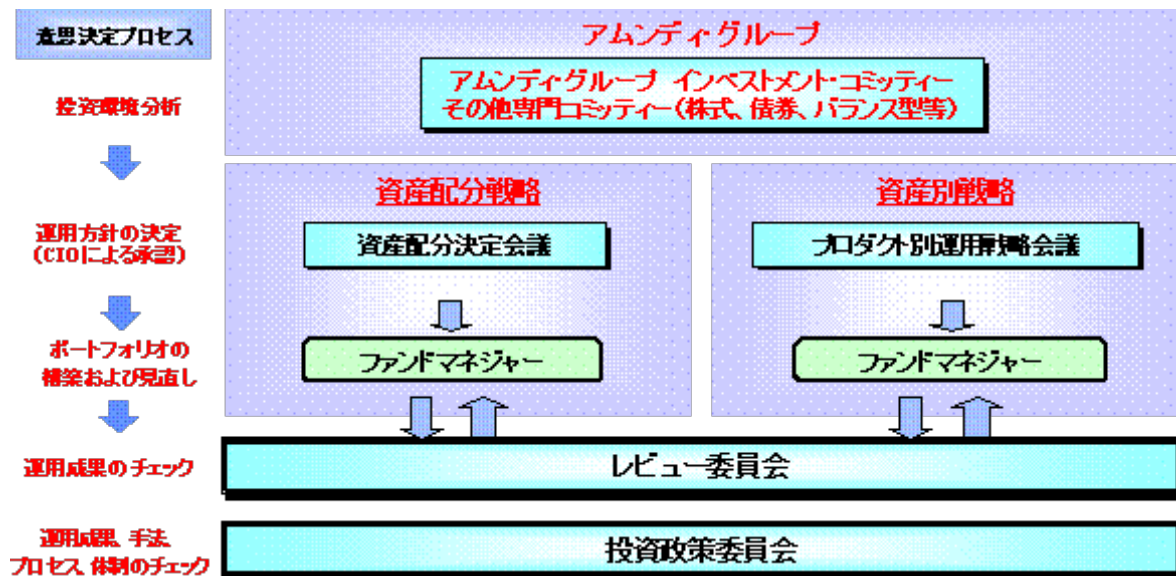 意思決定プロセス
アムンディ・グループ
アムンディ・グループ インベストメント・コミッティー
その他専門コミッティー(株式、債券、バランス型等)
投資環境分析
資産配分戦略
資産別戦略
運用方針の決定
(CIOによる承認)
資産配分決定会議
プロダクト別運用戦略会議
ポートフォリオの
構築および見直し
ファンドマネジャー
ファンドマネジャー
運用成果のチェック
レビュー委員会
運用成果、手法、
プロセス、体制のチェック
投資政策委員会